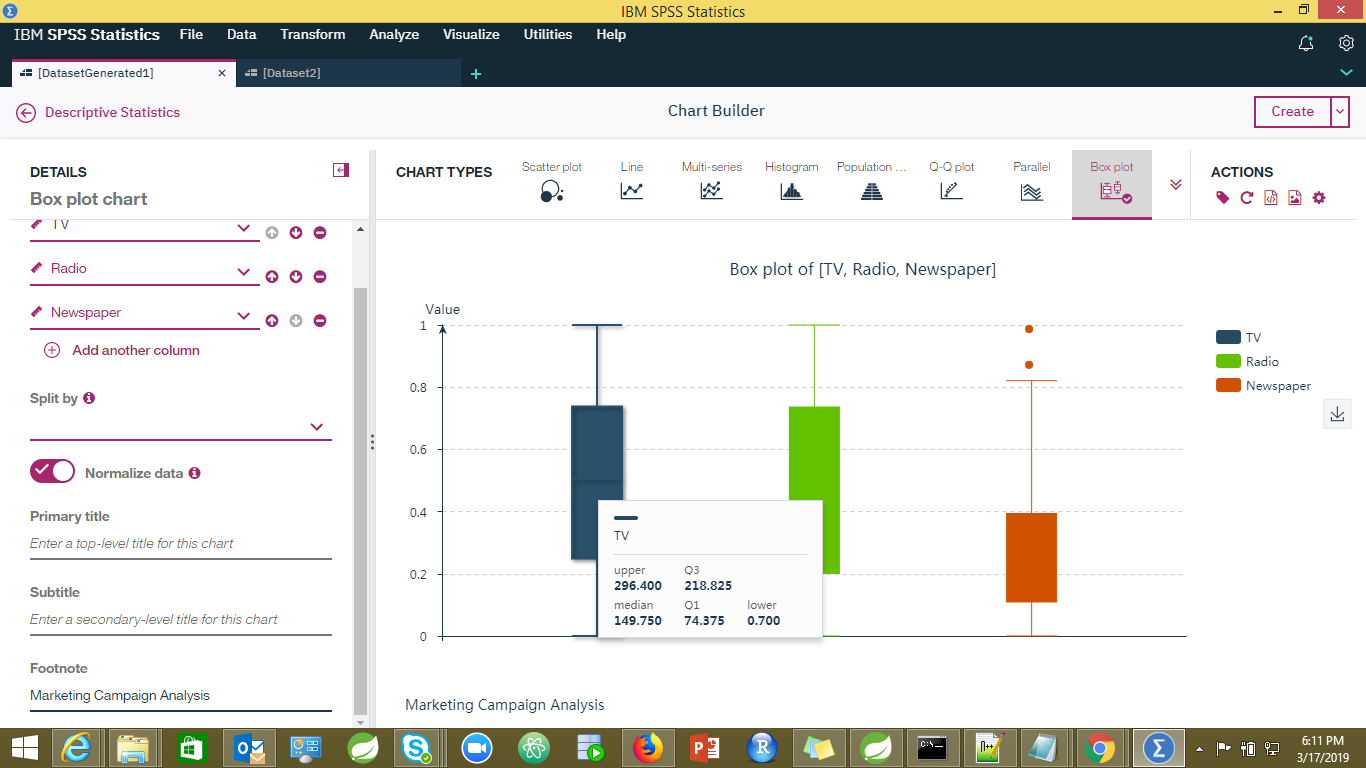 IBM SPSS Statistics
IBM SPSS Statistics File Data Transform Analyze Visualize Utilities Help
[DatasetGenerated1] × [Dataset2] +
Descriptive Statistics
Chart Builder
Create
DETAILS
Box plot chart
TV
Radio
Newspaper
Add another column
Split by
Normalize data
Primary title
Enter a top-level title for this chart
Subtitle
Enter a secondary-level title for this chart
Footnote
Marketing Campaign Analysis
CHART TYPES
Scatter plot Line Multi-series Histogram Population ... Q-Q plot Parallel Box plot
ACTIONS
Box plot of [TV, Radio, Newspaper]
Value
1
0.8
0.6
0.4
0.2
0
TV
upper Q3
296.400 218.825
median Q1 lower
149.750 74.375 0.700
TV
Radio
Newspaper
Marketing Campaign Analysis
6:11 PM
3/17/2019